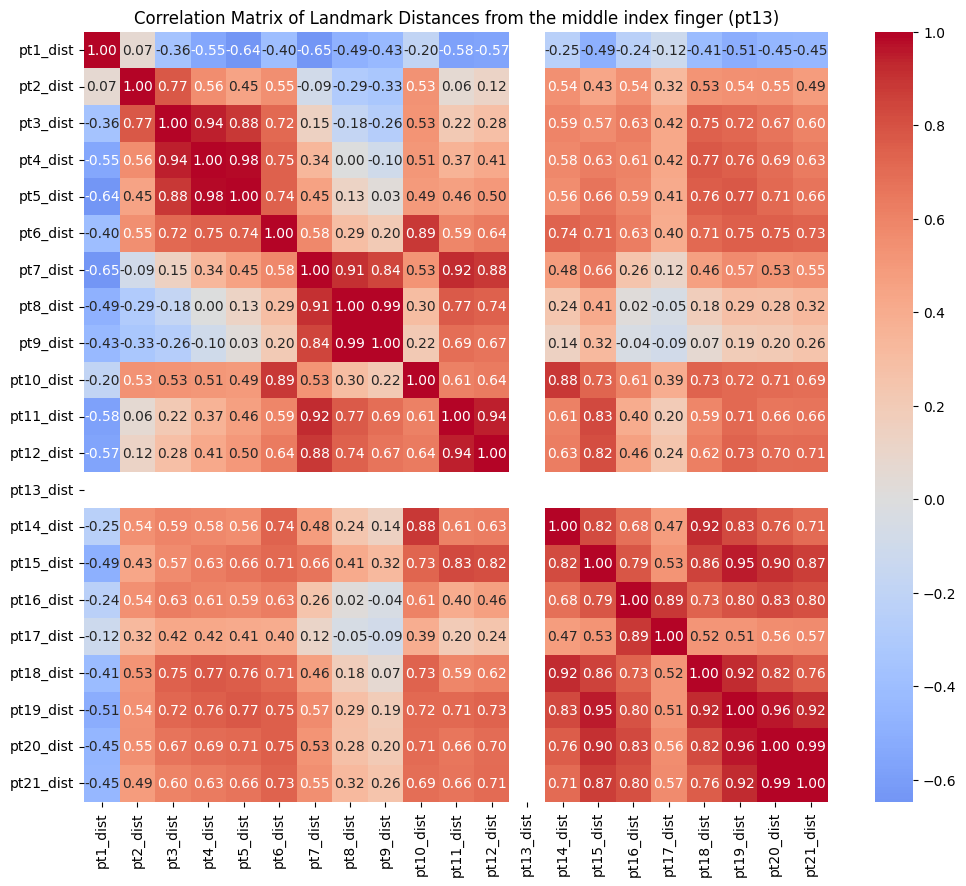 Correlation Matrix of Landmark Distances from the middle index finger (pt13)
pt1_dist 1.00 0.07 -0.36 -0.55 -0.64 -0.40 -0.65 -0.49 -0.43 -0.20 -0.58 -0.57 -0.25 -0.49 -0.24 -0.12 -0.41 -0.51 -0.45 -0.45
pt2_dist 0.07 1.00 0.77 0.56 0.45 0.55 -0.09 -0.29 -0.33 0.53 0.06 0.12 0.54 0.43 0.54 0.32 0.53 0.54 0.55 0.49
pt3_dist -0.36 0.77 1.00 0.94 0.88 0.72 0.15 -0.18 -0.26 0.53 0.22 0.28 0.59 0.57 0.63 0.42 0.75 0.72 0.67 0.60
pt4_dist -0.55 0.56 0.94 1.00 0.98 0.75 0.34 0.00 -0.10 0.51 0.37 0.41 0.58 0.63 0.61 0.42 0.77 0.76 0.69 0.63
pt5_dist -0.64 0.45 0.88 0.98 1.00 0.74 0.45 0.13 0.03 0.49 0.46 0.50 0.56 0.66 0.59 0.41 0.76 0.77 0.71 0.66
pt6_dist -0.40 0.55 0.72 0.75 0.74 1.00 0.58 0.29 0.20 0.89 0.59 0.64 0.74 0.71 0.63 0.40 0.71 0.75 0.75 0.73
pt7_dist -0.65 -0.09 0.15 0.34 0.45 0.58 1.00 0.91 0.84 0.53 0.92 0.88 0.48 0.66 0.26 0.12 0.46 0.57 0.53 0.55
pt8_dist -0.49 -0.29 -0.18 0.00 0.13 0.29 0.91 1.00 0.99 0.30 0.77 0.74 0.24 0.41 0.02 -0.05 0.18 0.29 0.28 0.32
pt9_dist -0.43 -0.33 -0.26 -0.10 0.03 0.20 0.84 0.99 1.00 0.22 0.69 0.67 0.14 0.32 -0.04 -0.09 0.07 0.19 0.20 0.26
pt10_dist -0.20 0.53 0.53 0.51 0.49 0.89 0.53 0.30 0.22 1.00 0.61 0.64 0.88 0.73 0.61 0.39 0.73 0.72 0.71 0.69
pt11_dist -0.58 0.06 0.22 0.37 0.46 0.59 0.92 0.77 0.69 0.61 1.00 0.94 0.61 0.83 0.40 0.20 0.59 0.71 0.66 0.66
pt12_dist -0.57 0.12 0.28 0.41 0.50 0.64 0.88 0.74 0.67 0.64 0.94 1.00 0.63 0.82 0.46 0.24 0.62 0.73 0.70 0.71
pt13_dist
pt14_dist -0.25 0.54 0.59 0.58 0.56 0.74 0.48 0.24 0.14 0.88 0.61 0.63 1.00 0.82 0.68 0.47 0.92 0.83 0.76 0.71
pt15_dist -0.49 0.43 0.57 0.63 0.66 0.71 0.66 0.41 0.32 0.73 0.83 0.82 0.82 1.00 0.79 0.53 0.86 0.95 0.90 0.87
pt16_dist -0.24 0.54 0.63 0.61 0.59 0.63 0.26 0.02 -0.04 0.61 0.40 0.46 0.68 0.79 1.00 0.89 0.73 0.80 0.83 0.80
pt17_dist -0.12 0.32 0.42 0.42 0.41 0.40 0.12 -0.05 -0.09 0.39 0.20 0.24 0.47 0.53 0.89 1.00 0.52 0.51 0.56 0.57
pt18_dist -0.41 0.53 0.75 0.77 0.76 0.71 0.46 0.18 0.07 0.73 0.59 0.62 0.92 0.86 0.73 0.52 1.00 0.92 0.82 0.76
pt19_dist -0.51 0.54 0.72 0.76 0.77 0.75 0.57 0.29 0.19 0.72 0.71 0.73 0.83 0.95 0.80 0.51 0.92 1.00 0.96 0.92
pt20_dist -0.45 0.55 0.67 0.69 0.71 0.75 0.53 0.28 0.20 0.71 0.66 0.70 0.76 0.90 0.83 0.56 0.82 0.96 1.00 0.99
pt21_dist -0.45 0.49 0.60 0.63 0.66 0.73 0.55 0.32 0.26 0.69 0.66 0.71 0.71 0.87 0.80 0.57 0.76 0.92 0.99 1.00
pt1_dist pt2_dist pt3_dist pt4_dist pt5_dist pt6_dist pt7_dist pt8_dist pt9_dist pt10_dist pt11_dist pt12_dist pt13_dist pt14_dist pt15_dist pt16_dist pt17_dist pt18_dist pt19_dist pt20_dist pt21_dist
1.0
0.8
0.6
0.4
0.2
0.0
−0.2
−0.4
−0.6